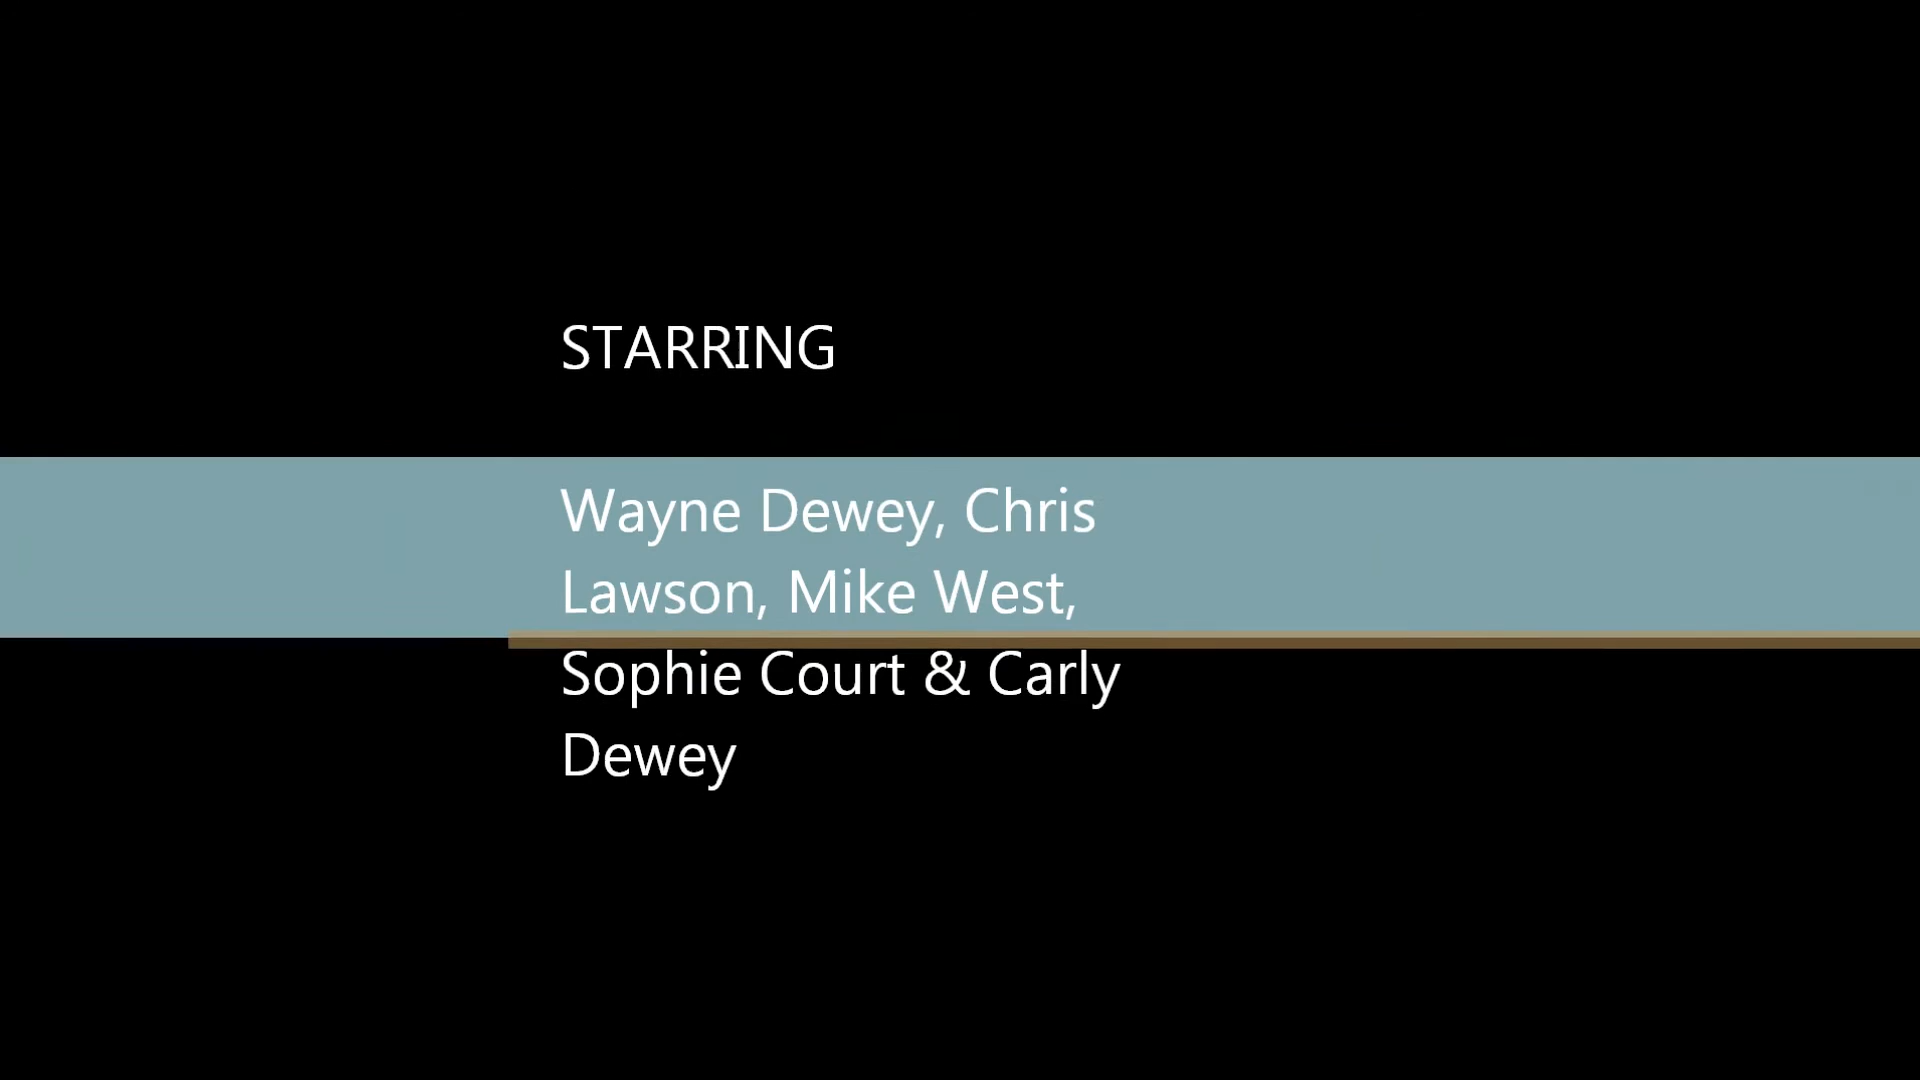 STARRING
Wayne Dewey, Chris
Lawson, Mike West,
Sophie Court & Carly
Dewey